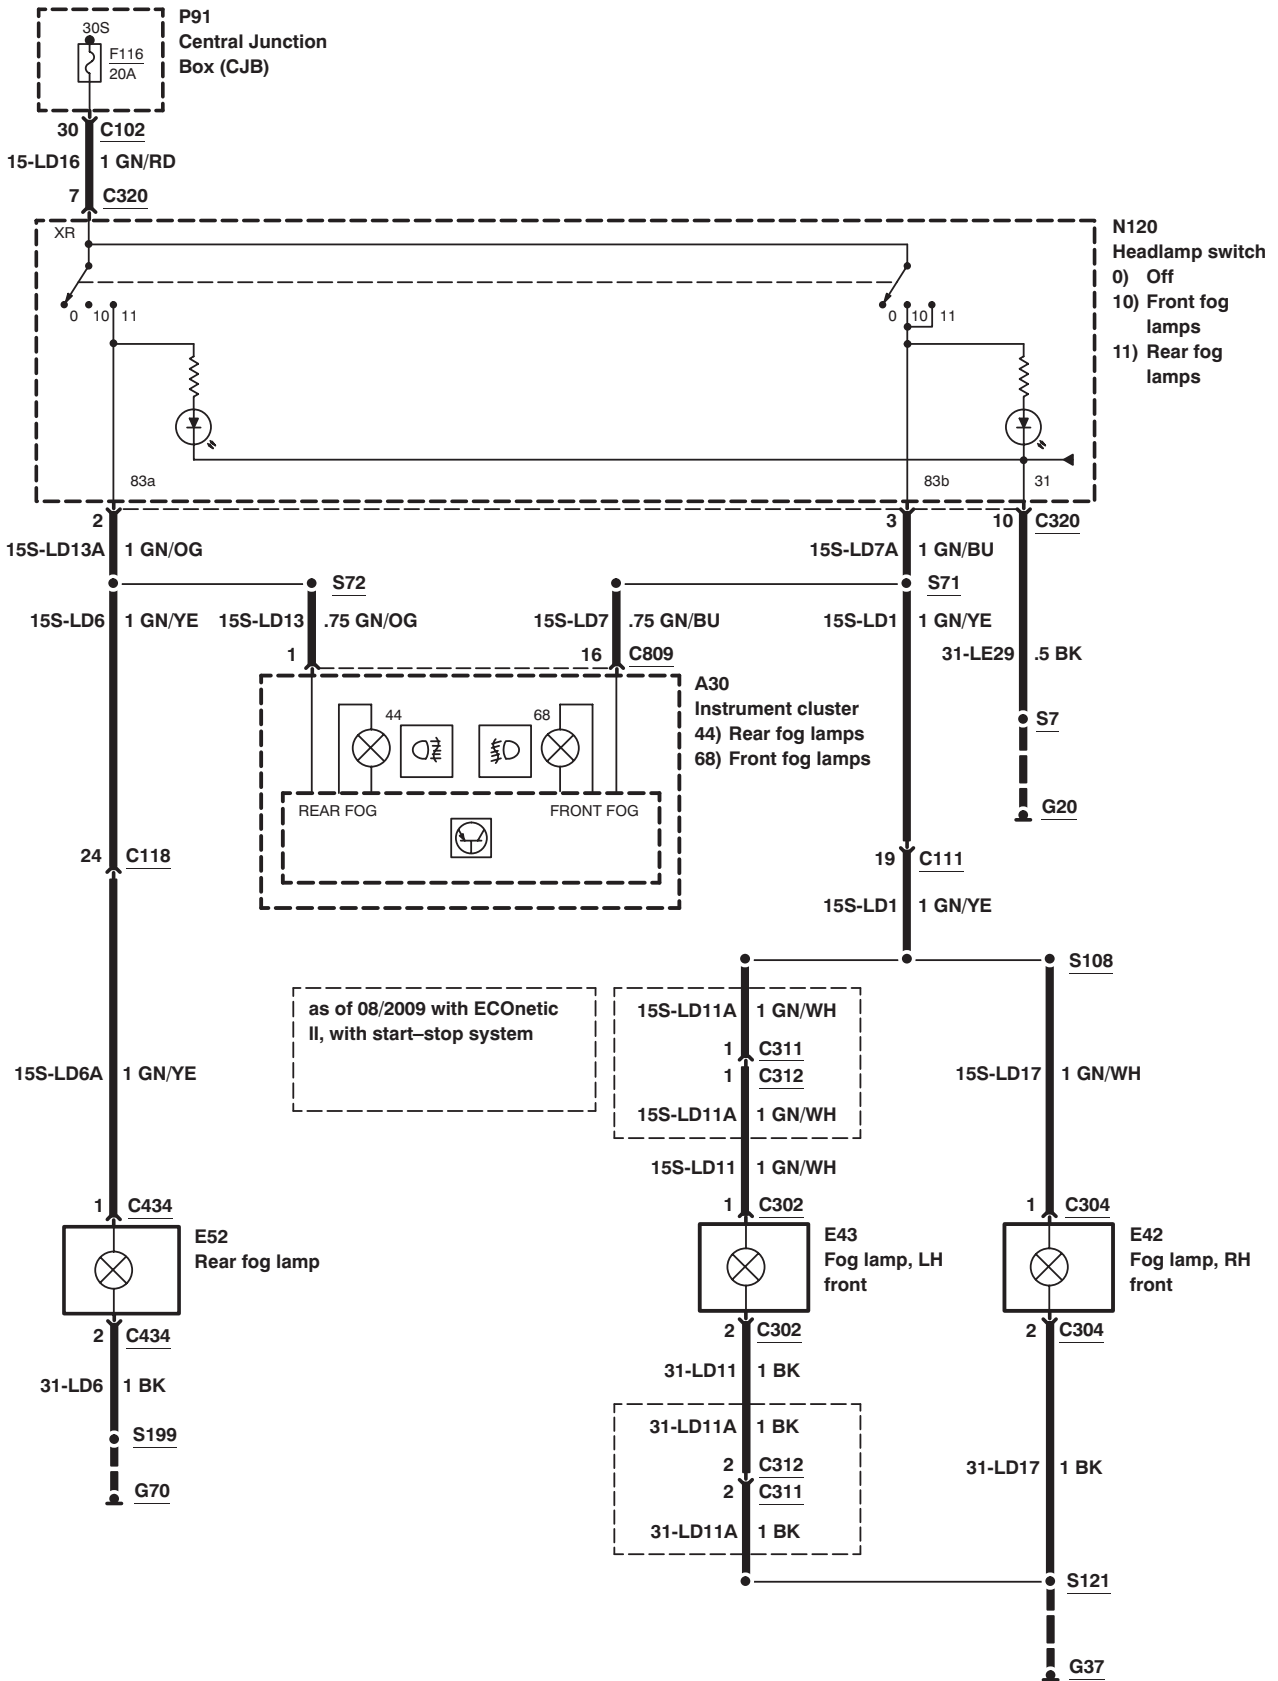 P91
Central Junction
Box (CJB)
30S
F116
20A
30 C102
15-LD16 1 GN/RD
7 C320
XR
N120
Headlamp switch
0) Off
10) Front fog
lamps
11) Rear fog
lamps
0 10 11
0 10 11
83a
83b
31
2
3
10 C320
15S-LD13A 1 GN/OG
15S-LD7A 1 GN/BU
S72
S71
15S-LD6 1 GN/YE
15S-LD13 .75 GN/OG
15S-LD7 .75 GN/BU
15S-LD1 1 GN/YE
31-LE29 .5 BK
1
16 C809
A30
Instrument cluster
44) Rear fog lamps
68) Front fog lamps
44
68
REAR FOG
FRONT FOG
S7
G20
24 C118
19 C111
15S-LD1 1 GN/YE
S108
as of 08/2009 with ECOnetic
II, with start–stop system
15S-LD11A 1 GN/WH
1 C311
1 C312
15S-LD11A 1 GN/WH
15S-LD6A 1 GN/YE
15S-LD17 1 GN/WH
15S-LD11 1 GN/WH
1 C434
1 C302
1 C304
E52
Rear fog lamp
E43
Fog lamp, LH
front
E42
Fog lamp, RH
front
2 C434
2 C302
2 C304
31-LD6 1 BK
31-LD11 1 BK
31-LD11A 1 BK
S199
2 C312
2 C311
31-LD17 1 BK
G70
31-LD11A 1 BK
S121
G37